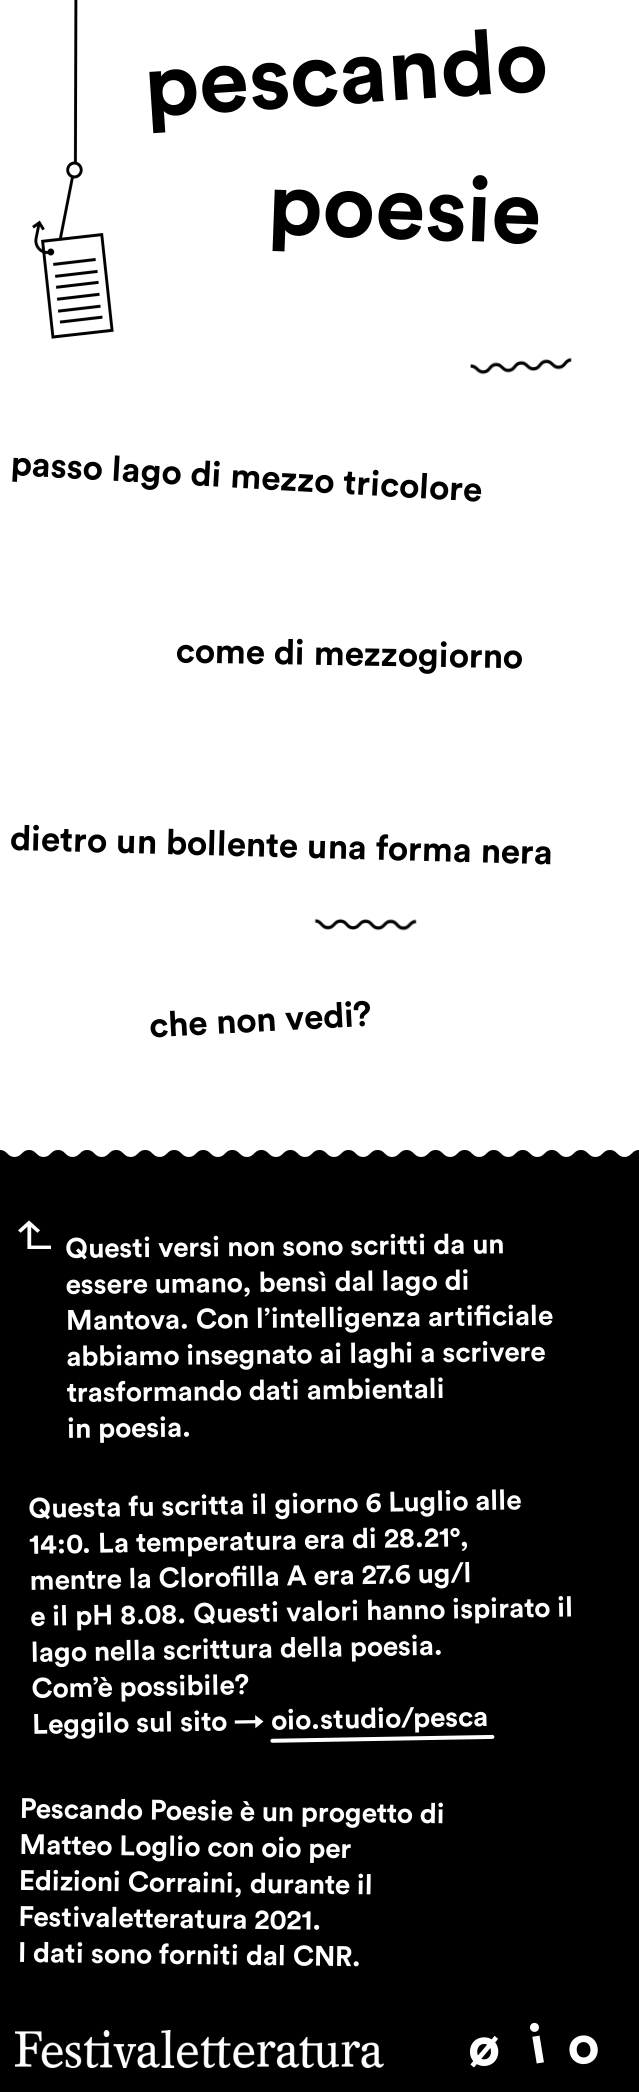 pescando
poesie
passo lago di mezzo tricolore
come di mezzogiorno
dietro un bollente una forma nera
che non vedi?
Questi versi non sono scritti da un
essere umano, bensì dal lago di
Mantova. Con l’intelligenza artificiale
abbiamo insegnato ai laghi a scrivere
trasformando dati ambientali
in poesia.
Questa fu scritta il giorno 6 Luglio alle
14:0. La temperatura era di 28.21°,
mentre la Clorofilla A era 27.6 ug/l
e il pH 8.08. Questi valori hanno ispirato il
lago nella scrittura della poesia.
Com’è possibile?
Leggilo sul sito → oio.studio/pesca
Pescando Poesie è un progetto di
Matteo Loglio con oio per
Edizioni Corraini, durante il
Festivaletteratura 2021.
I dati sono forniti dal CNR.
Festivaletteratura ø i o